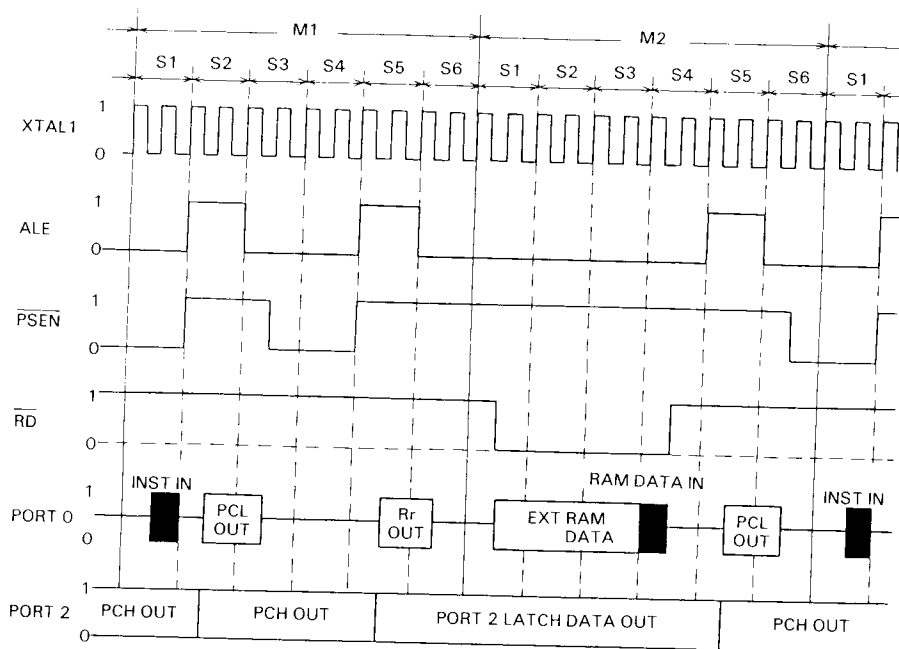 M1 M2
S1 S2 S3 S4 S5 S6 S1 S2 S3 S4 S5 S6 S1
1
XTAL1
0
1
ALE
0
1
PSEN
0
1
RD
0
RAM DATA IN
INST IN INST IN
1
PORT 0 PCL OUT Rr OUT EXT RAM DATA PCL OUT
0
1
PORT 2 PCH OUT PCH OUT PORT 2 LATCH DATA OUT PCH OUT
0